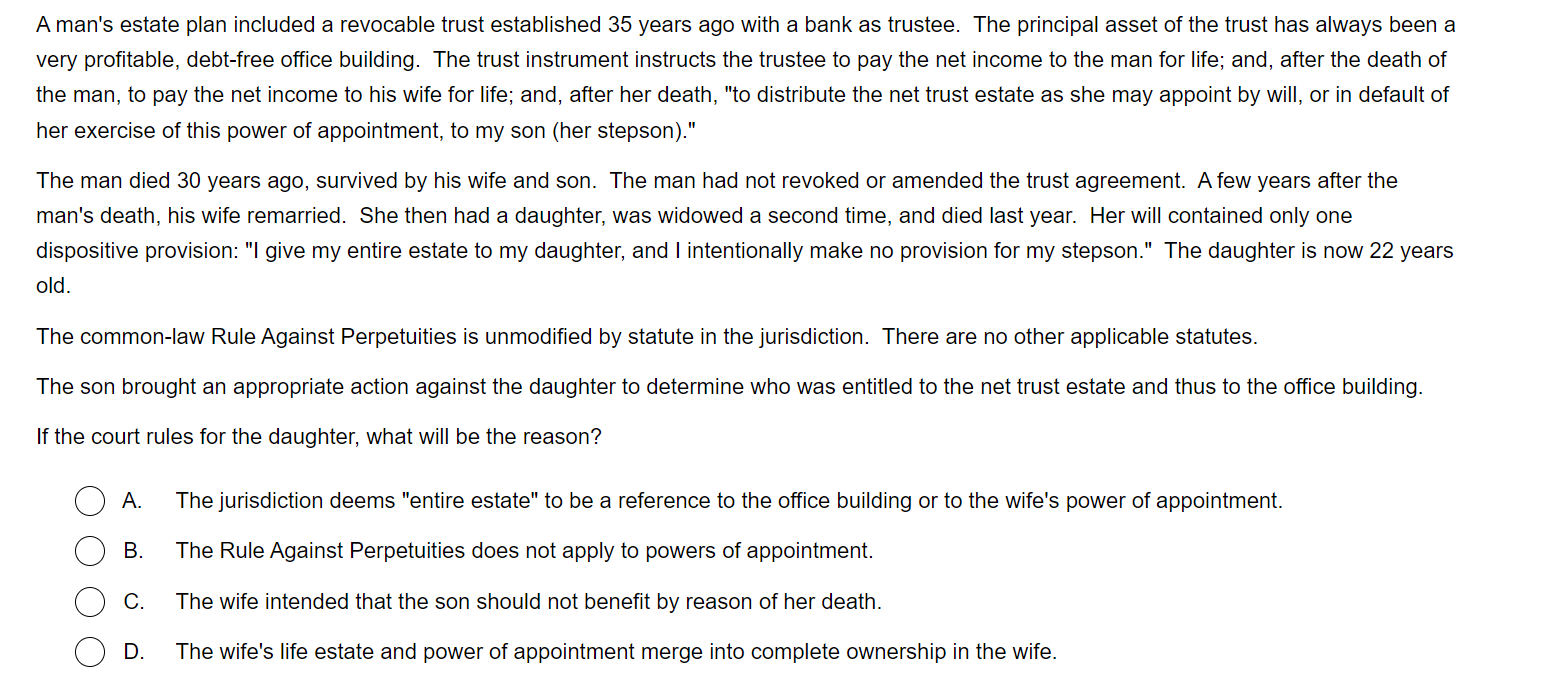 A man's estate plan included a revocable trust established 35 years ago with a bank as trustee. The principal asset of the trust has always been a
very profitable, debt-free office building. The trust instrument instructs the trustee to pay the net income to the man for life; and, after the death of
the man, to pay the net income to his wife for life; and, after her death, "to distribute the net trust estate as she may appoint by will, or in default of
her exercise of this power of appointment, to my son (her stepson)."
The man died 30 years ago, survived by his wife and son. The man had not revoked or amended the trust agreement. A few years after the
man's death, his wife remarried. She then had a daughter, was widowed a second time, and died last year. Her will contained only one
dispositive provision: "I give my entire estate to my daughter, and I intentionally make no provision for my stepson." The daughter is now 22 years
old.
The common-law Rule Against Perpetuities is unmodified by statute in the jurisdiction. There are no other applicable statutes.
The son brought an appropriate action against the daughter to determine who was entitled to the net trust estate and thus to the office building.
If the court rules for the daughter, what will be the reason?
A. The jurisdiction deems "entire estate" to be a reference to the office building or to the wife's power of appointment.
B. The Rule Against Perpetuities does not apply to powers of appointment.
C. The wife intended that the son should not benefit by reason of her death.
D. The wife's life estate and power of appointment merge into complete ownership in the wife.